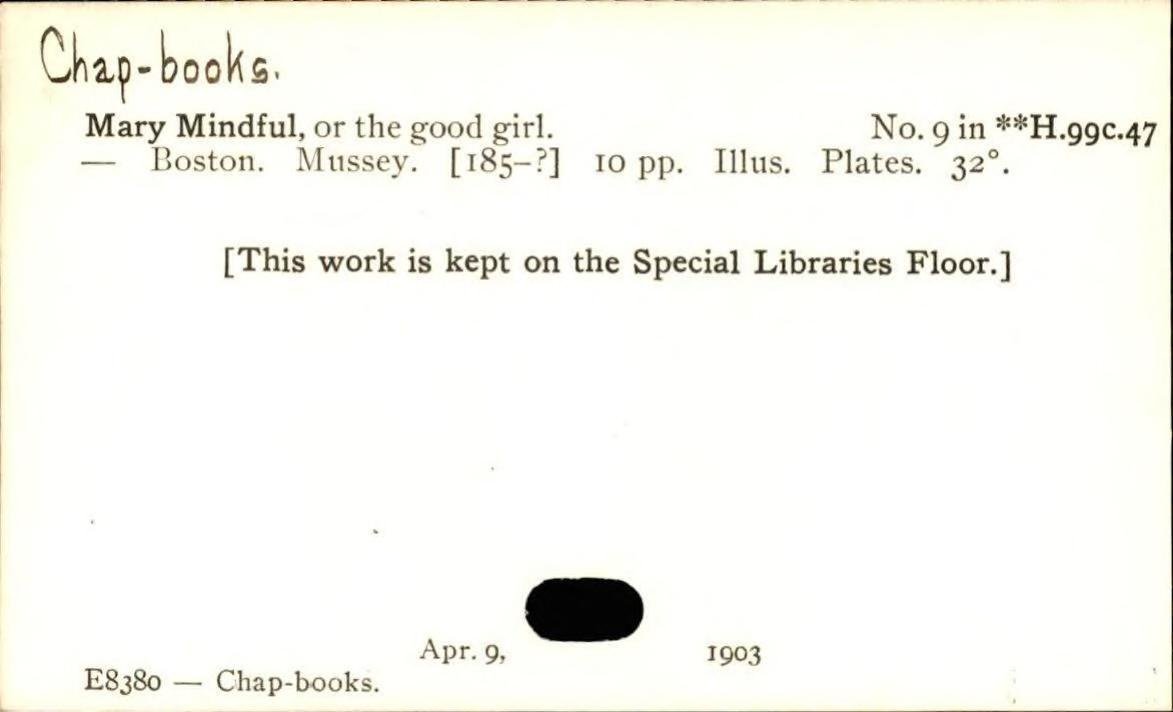 Chap-books.
Mary Mindful, or the good girl. No. 9 in **H.99c.47
— Boston. Mussey. [185–?] 10 pp. Illus. Plates. 32°.
[This work is kept on the Special Libraries Floor.]
Apr. 9, 1903
E8380 — Chap-books.